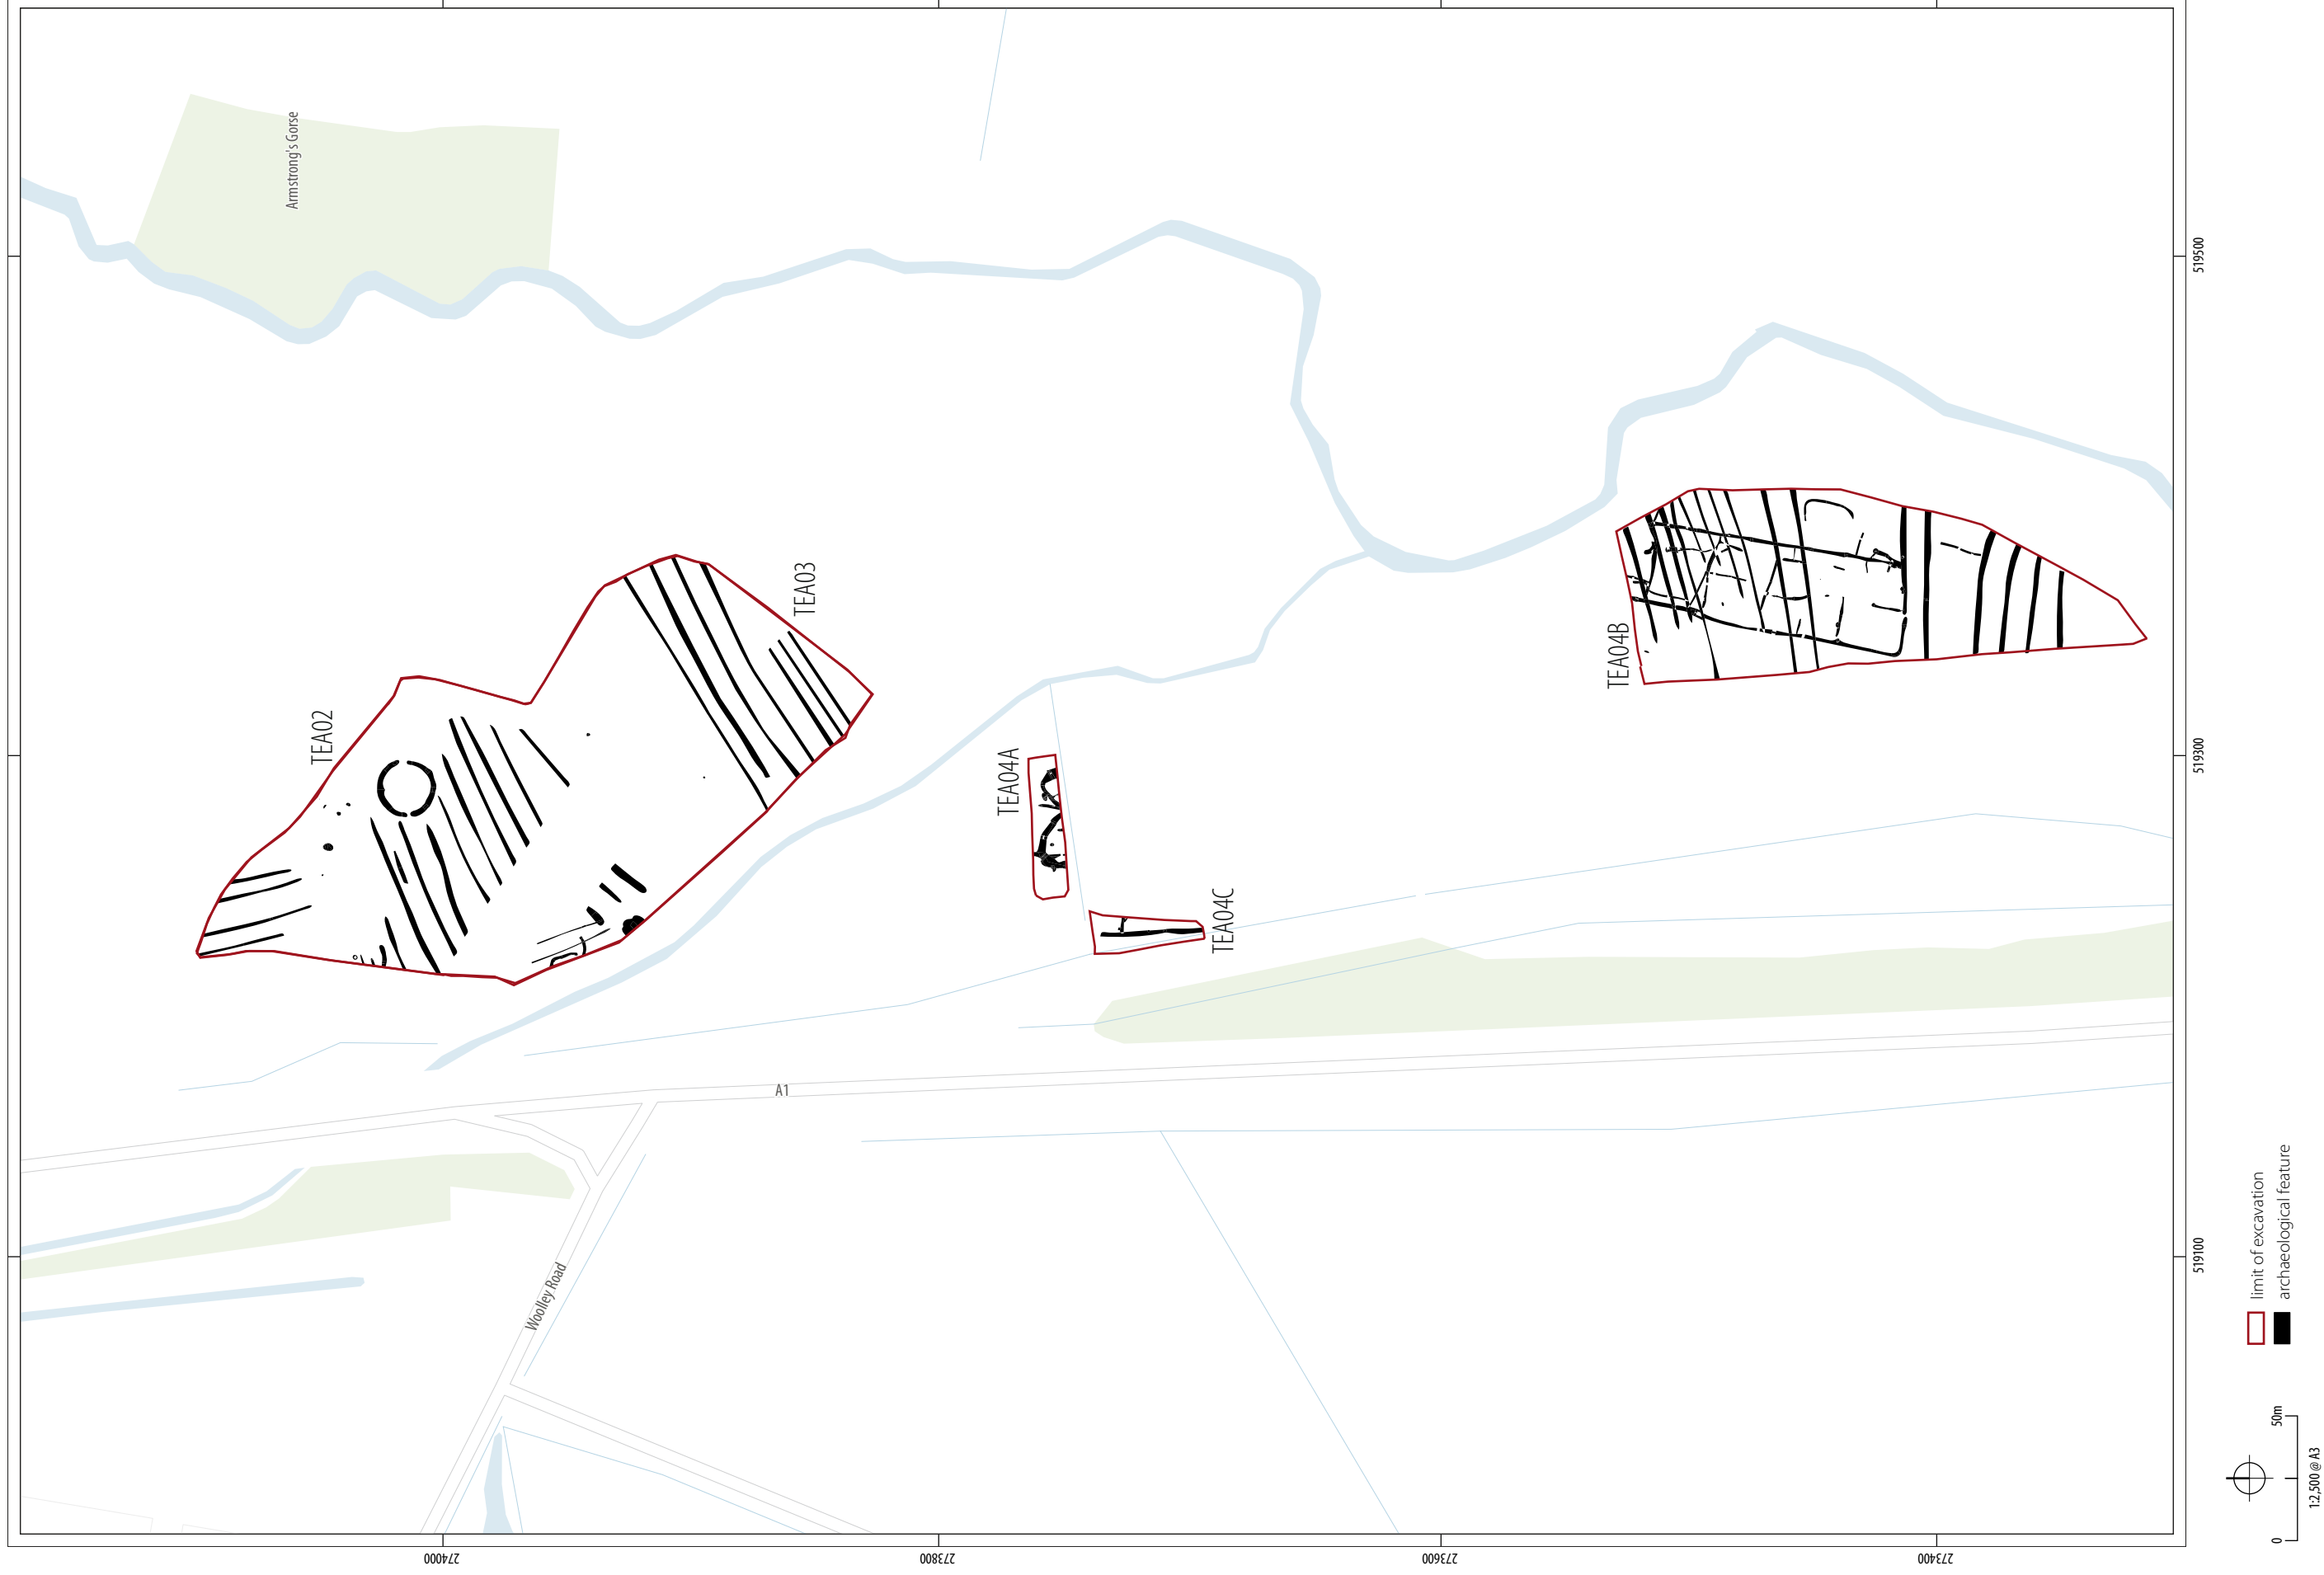 Armstrong's Gorse
TEA02
TEA03
TEA04A
TEA04B
TEA04C
A1
Woolley Road
519500
519300
519100
274000
273800
273600
273400
limit of excavation
archaeological feature
0
50m
1:2,500 @ A3